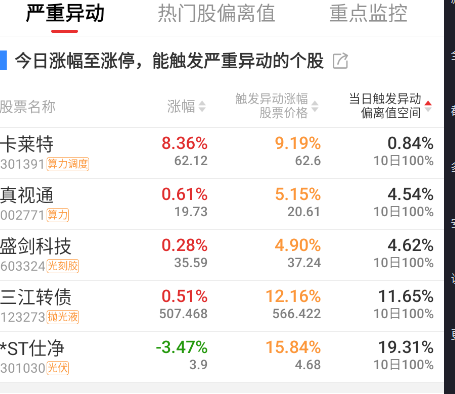 严重异动 热门股偏离值 重点监控
今日涨幅至涨停，能触发严重异动的个股
股票名称 涨幅 触发异动涨幅 股票价格 当日触发异动 偏离值空间
卡莱特 8.36% 9.19% 0.84%
301391 算力调度 62.12 62.6 10日100%
真视通 0.61% 5.15% 4.54%
002771 算力 19.73 20.61 10日100%
盛剑科技 0.28% 4.90% 4.62%
603324 光刻胶 35.59 37.24 10日100%
三江转债 0.51% 12.16% 11.65%
123273 抛光液 507.468 566.422 10日100%
*ST仕净 -3.47% 15.84% 19.31%
301030 光伏 3.9 4.68 10日100%